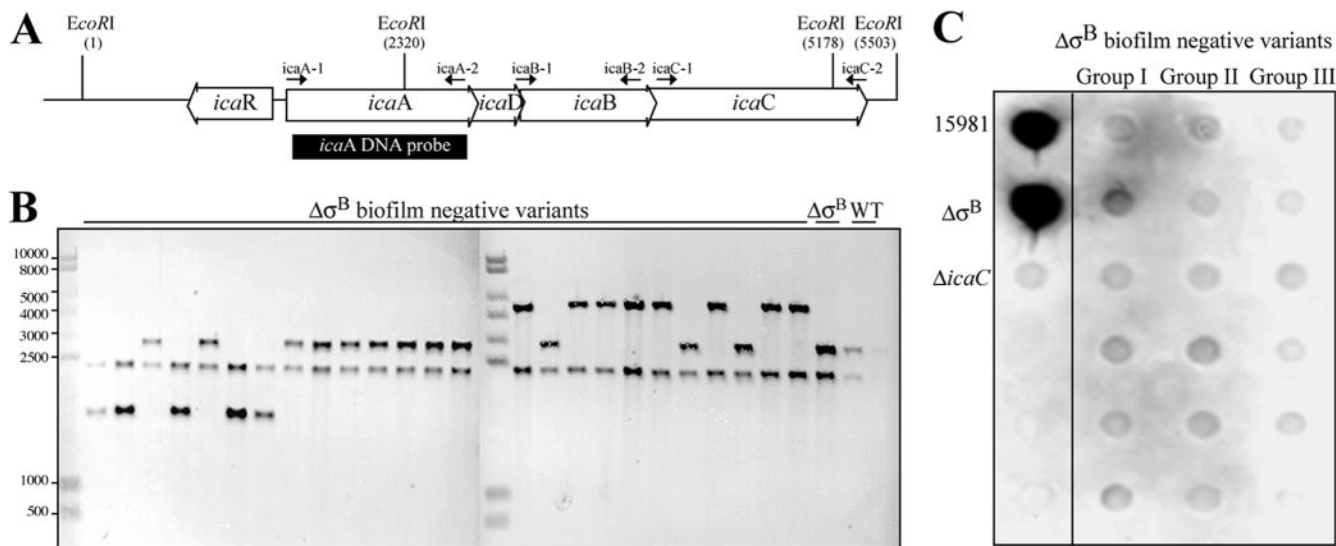 A
EcoRI
(1)
EcoRI
(2320)
EcoRI
(5178)
EcoRI
(5503)
icaA-1
icaA-2
icaB-1
icaB-2
icaC-1
icaC-2
icaR
icaA
icaD
icaB
icaC
icaA DNA probe
B
Δσᴮ biofilm negative variants
Δσᴮ
WT
10000
8000
5000
4000
3000
2500
1000
500
C
Δσᴮ biofilm negative variants
Group I
Group II
Group III
15981
Δσᴮ
ΔicaC